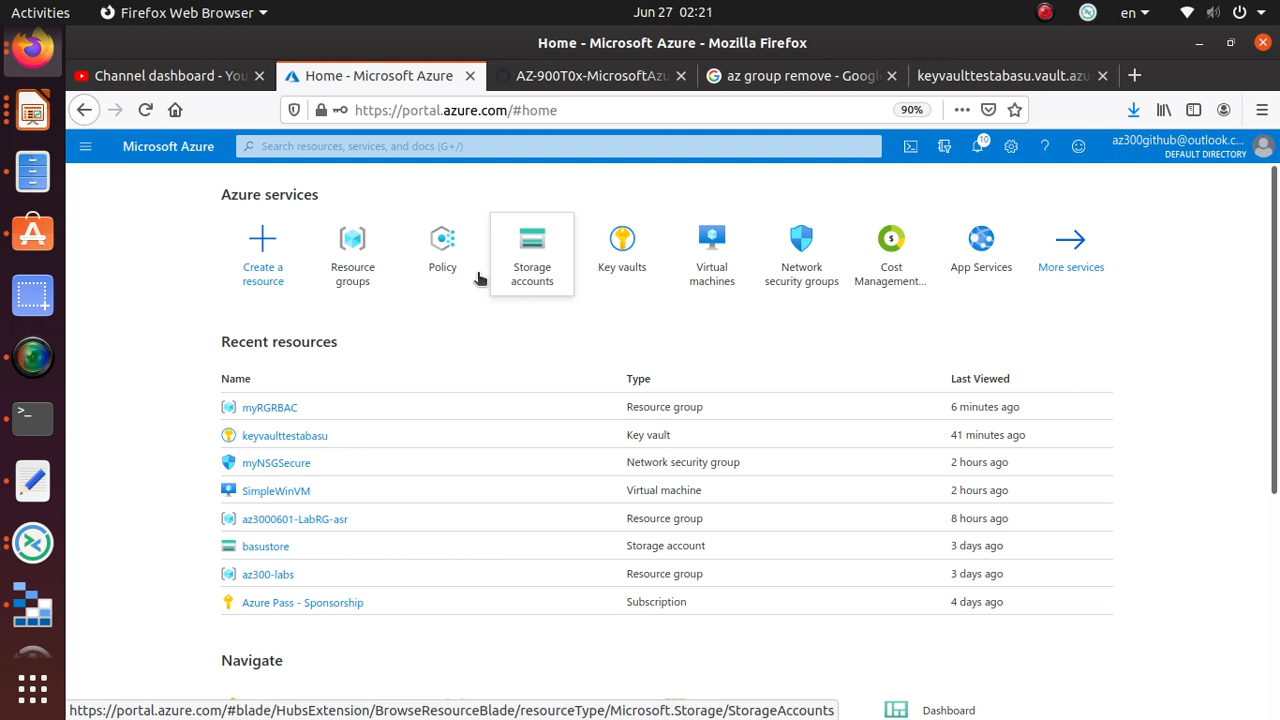 Activities
Firefox Web Browser
Jun 27 02:21
en
Home - Microsoft Azure - Mozilla Firefox
Channel dashboard - You
Home - Microsoft Azure
AZ-900T0x-MicrosoftAzu
az group remove - Googl
keyvaulttestabasu.vault.azu
https://portal.azure.com/#home
90%
Microsoft Azure
Search resources, services, and docs (G+/)
10
az300github@outlook.c...
DEFAULT DIRECTORY
Azure services
Create a resource
Resource groups
Policy
Storage accounts
Key vaults
Virtual machines
Network security groups
Cost Management...
App Services
More services
Recent resources
Name Type Last Viewed
myRGRBAC Resource group 6 minutes ago
keyvaulttestabasu Key vault 41 minutes ago
myNSGSecure Network security group 2 hours ago
SimpleWinVM Virtual machine 2 hours ago
az3000601-LabRG-asr Resource group 8 hours ago
basustore Storage account 3 days ago
az300-labs Resource group 3 days ago
Azure Pass - Sponsorship Subscription 4 days ago
Navigate
Dashboard
https://portal.azure.com/#blade/HubsExtension/BrowseResourceBlade/resourceType/Microsoft.Storage/StorageAccounts